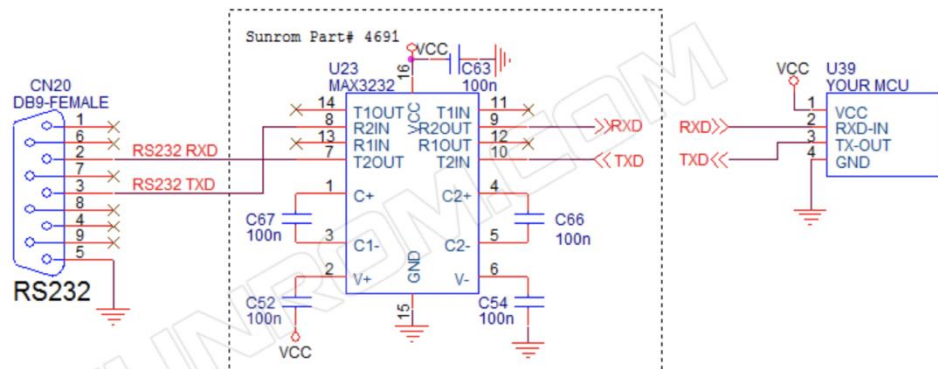 Sunrom Part# 4691
CN20
DB9-FEMALE
1
6
2
7
3
8
4
9
5
RS232
RS232 RXD
RS232 TXD
U23
MAX3232
VCC
C63
100n
16
14 T1OUT VCC T1IN 11
8 R2IN R2OUT 9
13 R1IN R1OUT 12
7 T2OUT T2IN 10
RXD
TXD
1 C+ C2+ 4
C67
100n
C66
100n
3 C1- C2- 5
2 V+ GND V- 6
C52
100n
15
C54
100n
VCC
VCC
U39
YOUR MCU
1 VCC
RXD 2 RXD-IN
TXD 3 TX-OUT
4 GND
SUNROM.COM